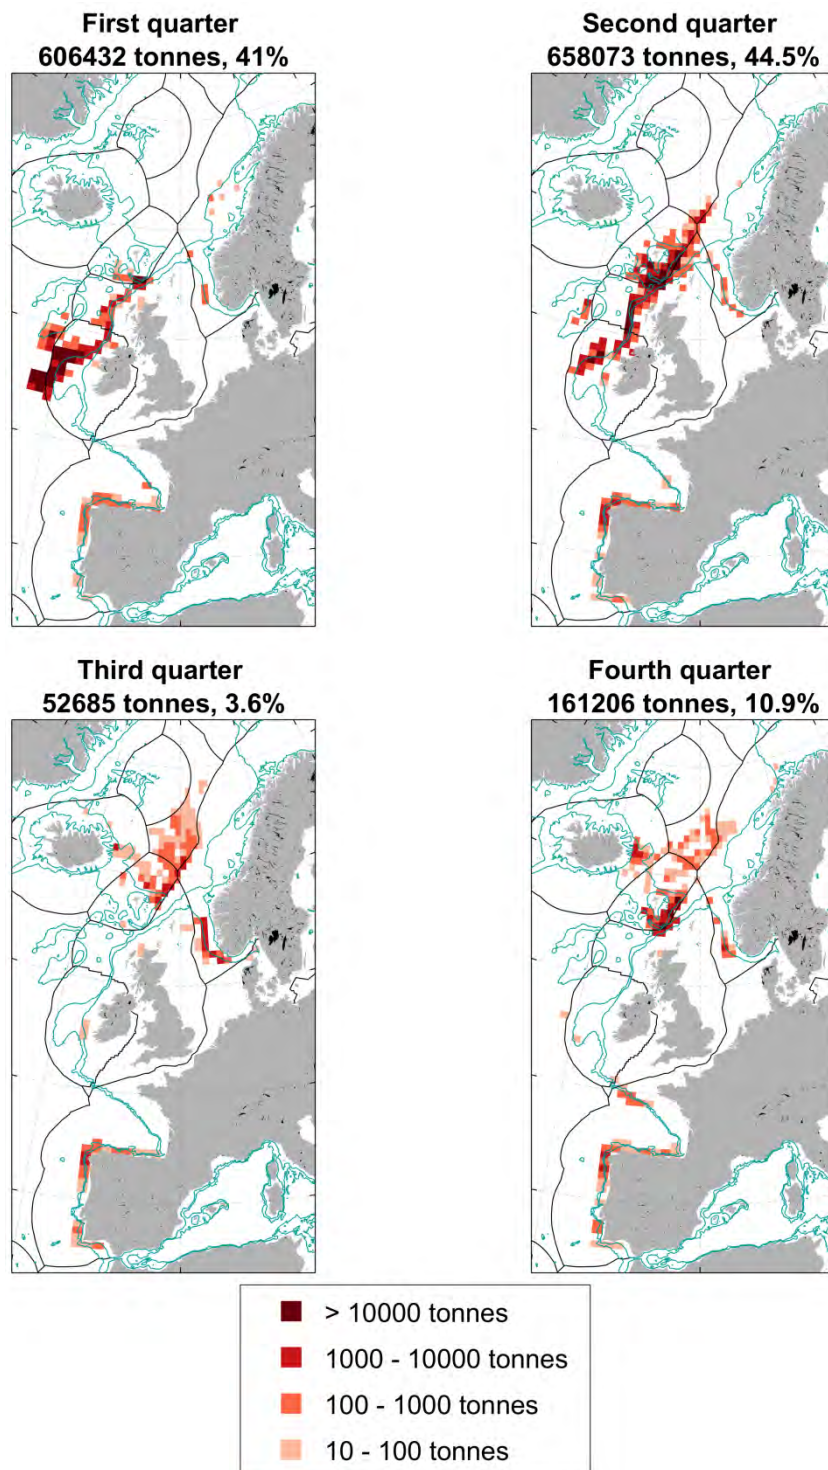 First quarter
606432 tonnes, 41%
Second quarter
658073 tonnes, 44.5%
Third quarter
52685 tonnes, 3.6%
Fourth quarter
161206 tonnes, 10.9%
> 10000 tonnes
1000 - 10000 tonnes
100 - 1000 tonnes
10 - 100 tonnes